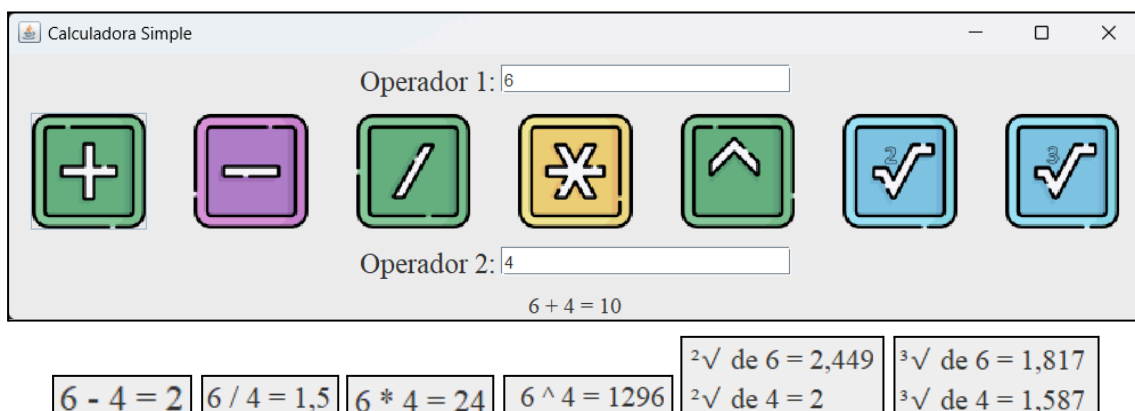 Calculadora Simple
Operador 1: 6
+ − / * ^ 2√ 3√
Operador 2: 4
6 + 4 = 10
6 - 4 = 2
6 / 4 = 1,5
6 * 4 = 24
6 ^ 4 = 1296
²√ de 6 = 2,449
²√ de 4 = 2
³√ de 6 = 1,817
³√ de 4 = 1,587